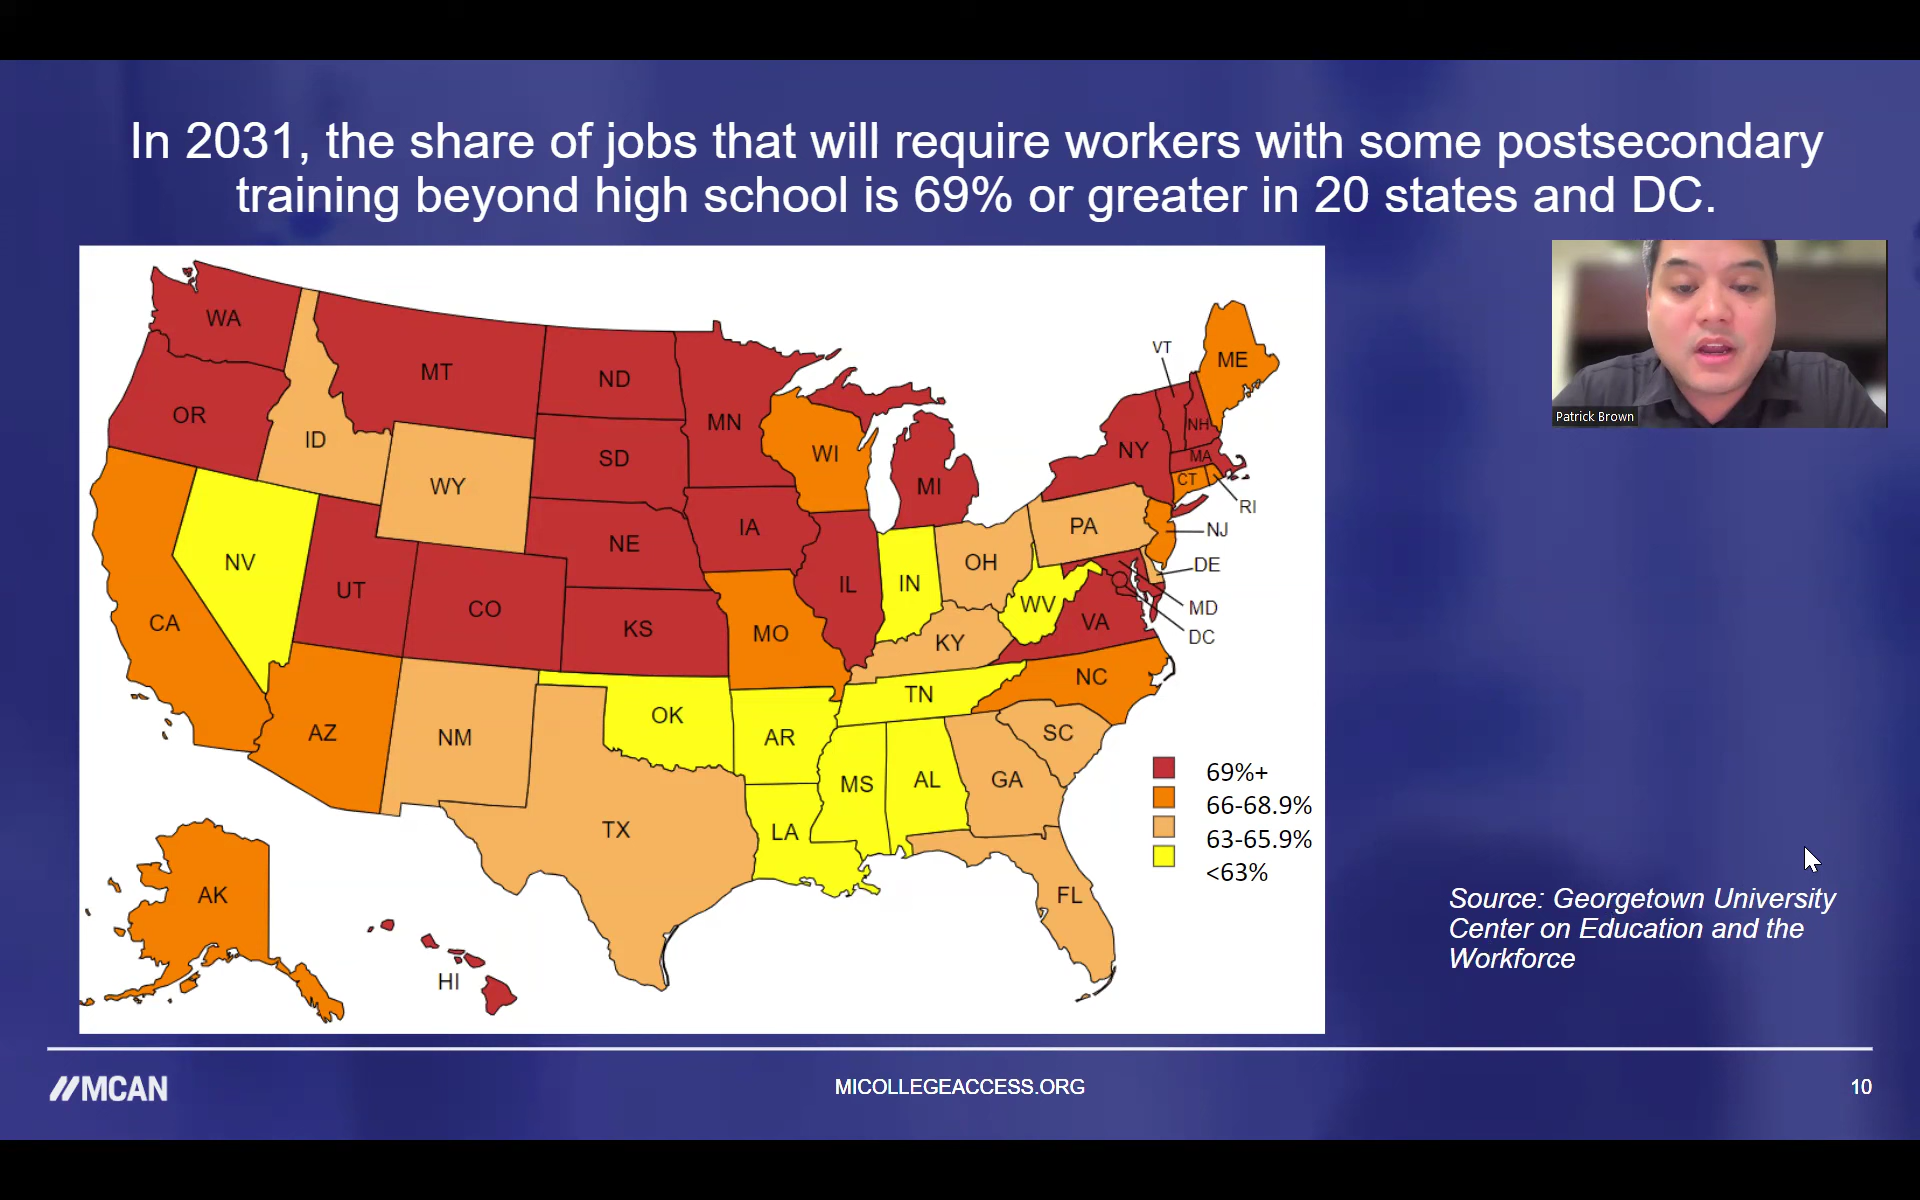 In 2031, the share of jobs that will require workers with some postsecondary
training beyond high school is 69% or greater in 20 states and DC.
Patrick Brown
WA
MT
ND
MN
VT
ME
OR
ID
SD
WI
NY
NH
WY
MI
MA
CT
RI
NV
IA
PA
NJ
NE
OH
DE
UT
CO
IL
IN
WV
MD
CA
KS
MO
KY
VA
DC
AZ
NM
OK
AR
TN
NC
SC
TX
LA
MS
AL
GA
FL
AK
HI
69%+
66-68.9%
63-65.9%
<63%
Source: Georgetown University
Center on Education and the
Workforce
MCAN
MICOLLEGEACCESS.ORG
10